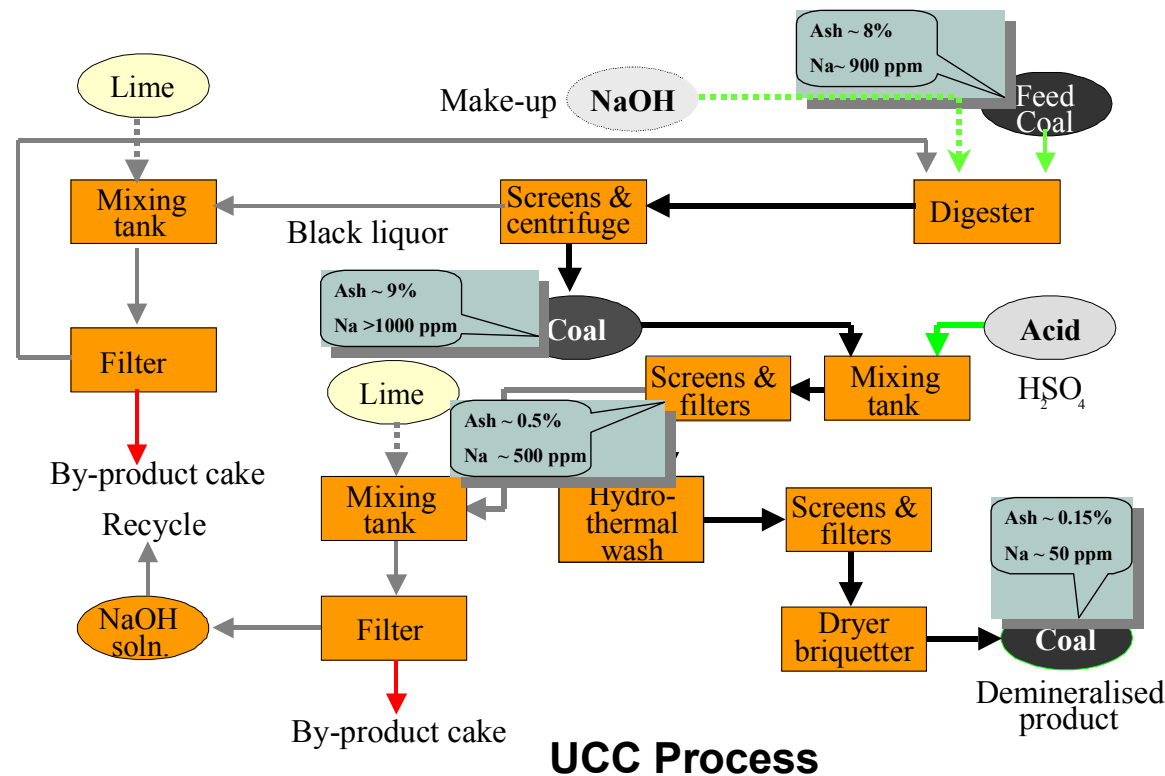 Ash ~ 8%
Na~ 900 ppm
Lime
Make-up
NaOH
Feed
Coal
Mixing
tank
Screens &
centrifuge
Digester
Black liquor
Ash ~ 9%
Na >1000 ppm
Coal
Acid
H2SO4
Filter
Lime
Screens &
filters
Mixing
tank
Ash ~ 0.5%
Na ~ 500 ppm
By-product cake
Recycle
Mixing
tank
Hydro-
thermal
wash
Screens &
filters
Ash ~ 0.15%
Na ~ 50 ppm
NaOH
soln.
Filter
Dryer
briquetter
Coal
Demineralised
product
By-product cake
UCC Process